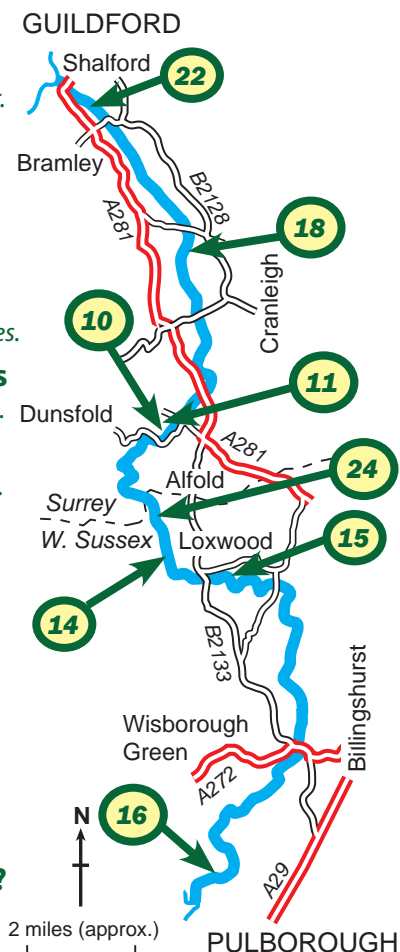 GUILDFORD
Shalford
22
r.
Bramley
B2128
A281
18
Cranleigh
10
es.
11
s
.
Dunsfold
A281
Alfold
24
.
Surrey
W. Sussex
Loxwood
15
14
B2133
Billingshurst
Wisborough
Green
A272
N
16
A29
?
2 miles (approx.)
PULBOROUGH